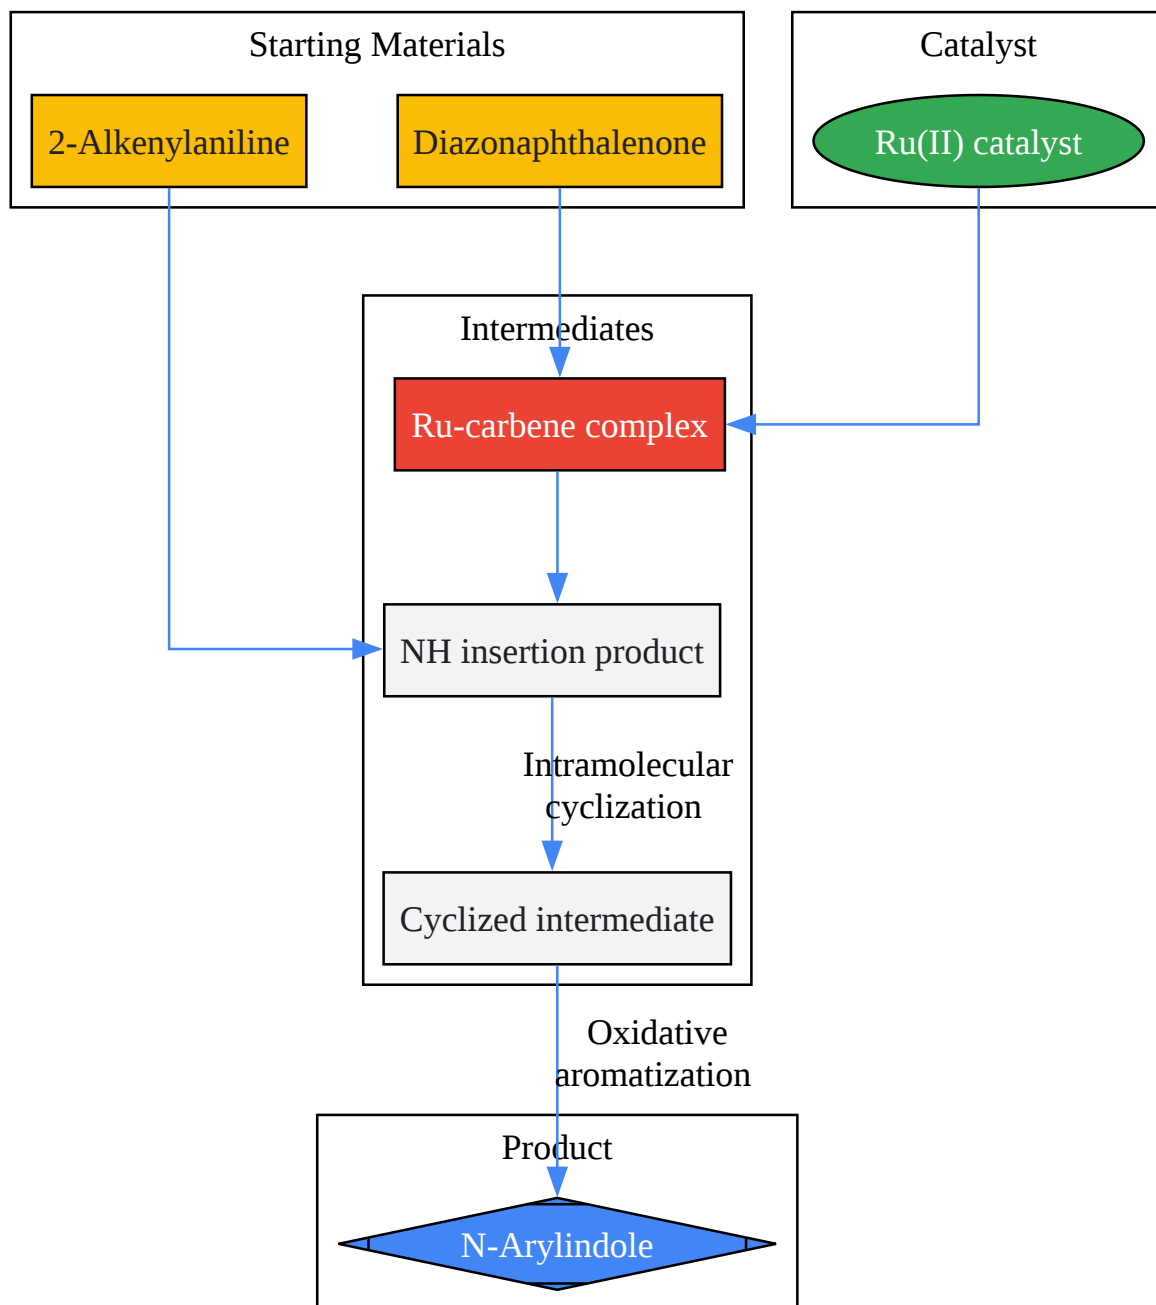 Starting Materials
Catalyst
2-Alkenylaniline
Diazonaphthalenone
Ru(II) catalyst
Intermediates
Ru-carbene complex
NH insertion product
Intramolecular
cyclization
Cyclized intermediate
Oxidative
aromatization
Product
N-Arylindole